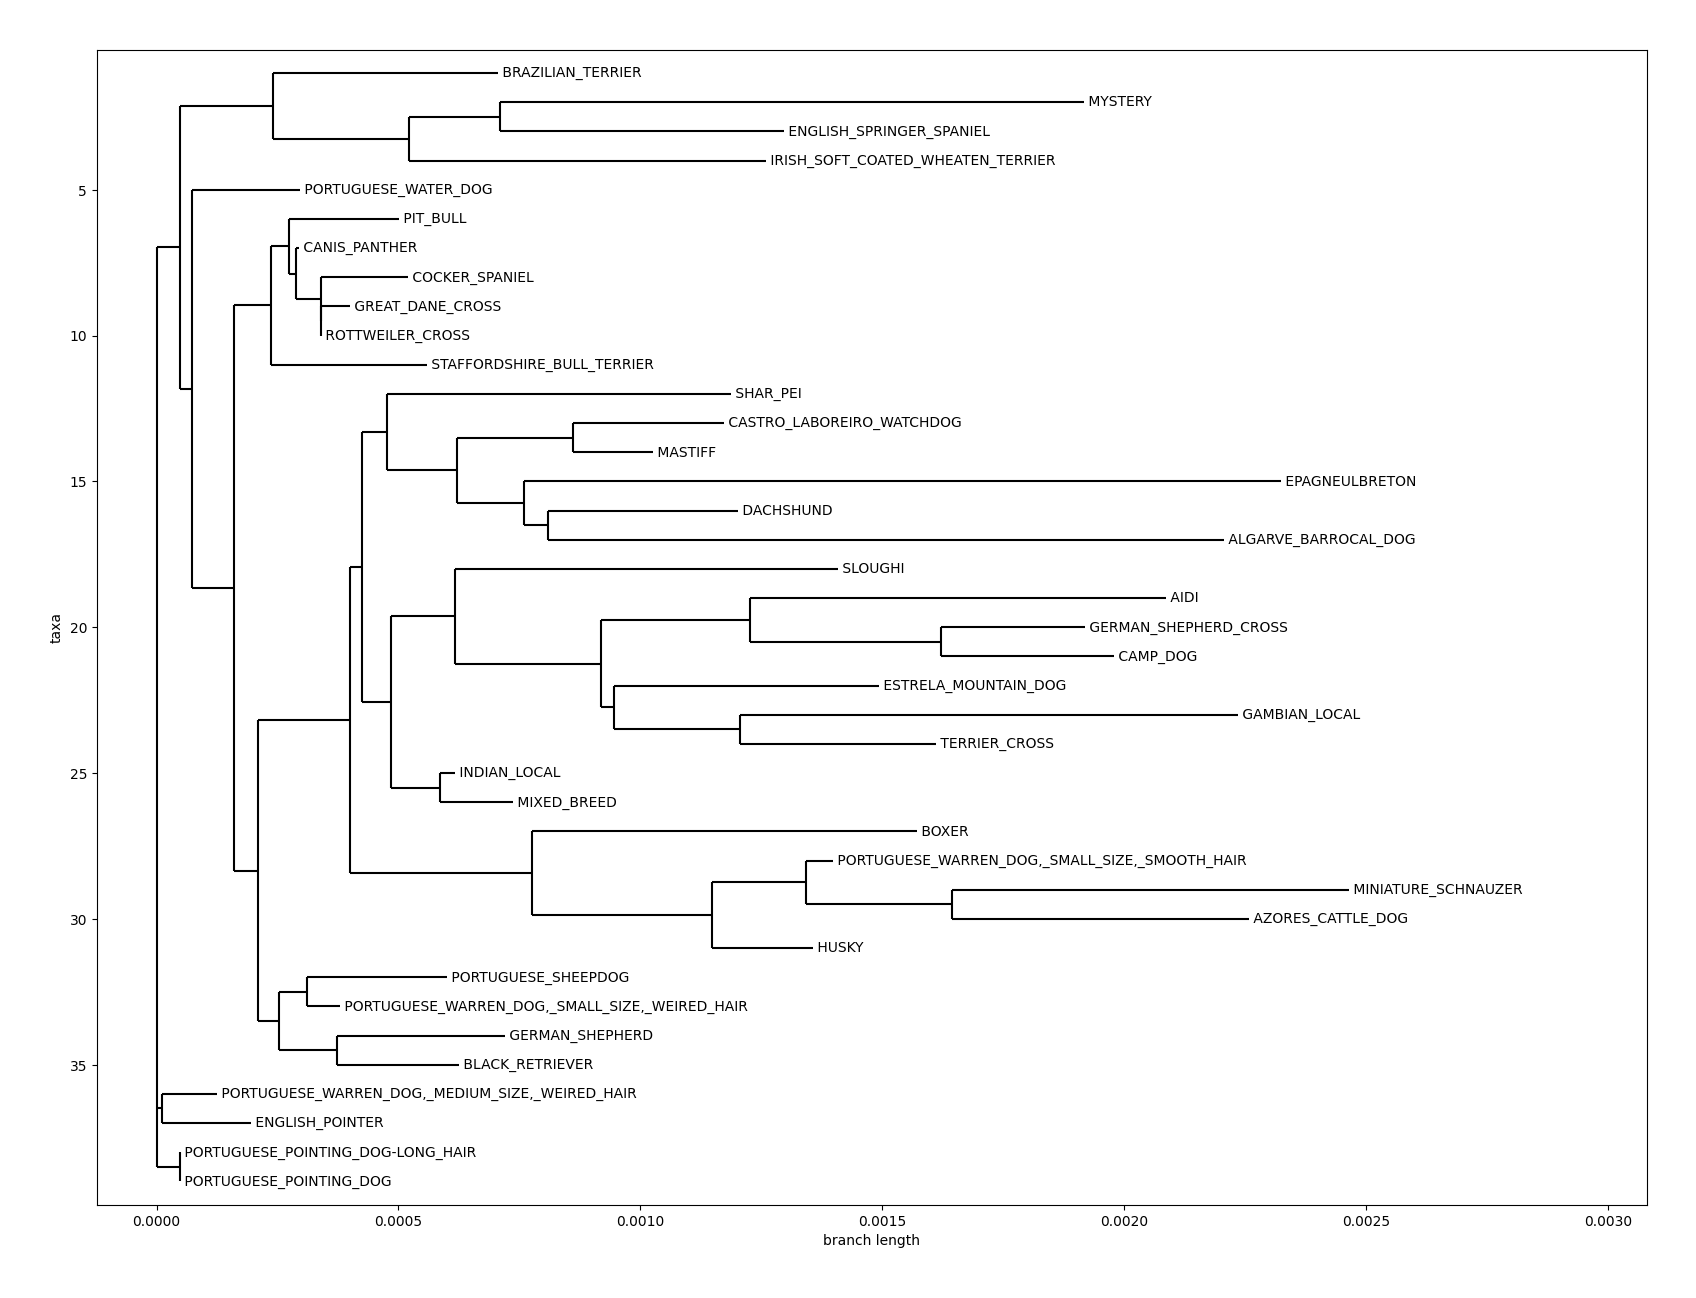 BRAZILIAN_TERRIER
MYSTERY
ENGLISH_SPRINGER_SPANIEL
IRISH_SOFT_COATED_WHEATEN_TERRIER
5
PORTUGUESE_WATER_DOG
PIT_BULL
CANIS_PANTHER
COCKER_SPANIEL
GREAT_DANE_CROSS
10
ROTTWEILER_CROSS
STAFFORDSHIRE_BULL_TERRIER
SHAR_PEI
CASTRO_LABOREIRO_WATCHDOG
MASTIFF
15
EPAGNEULBRETON
DACHSHUND
ALGARVE_BARROCAL_DOG
SLOUGHI
AIDI
taxa
20
GERMAN_SHEPHERD_CROSS
CAMP_DOG
ESTRELA_MOUNTAIN_DOG
GAMBIAN_LOCAL
TERRIER_CROSS
25
INDIAN_LOCAL
MIXED_BREED
BOXER
PORTUGUESE_WARREN_DOG,_SMALL_SIZE,_SMOOTH_HAIR
MINIATURE_SCHNAUZER
30
AZORES_CATTLE_DOG
HUSKY
PORTUGUESE_SHEEPDOG
PORTUGUESE_WARREN_DOG,_SMALL_SIZE,_WEIRED_HAIR
GERMAN_SHEPHERD
35
BLACK_RETRIEVER
PORTUGUESE_WARREN_DOG,_MEDIUM_SIZE,_WEIRED_HAIR
ENGLISH_POINTER
PORTUGUESE_POINTING_DOG-LONG_HAIR
PORTUGUESE_POINTING_DOG
0.0000 0.0005 0.0010 0.0015 0.0020 0.0025 0.0030
branch length